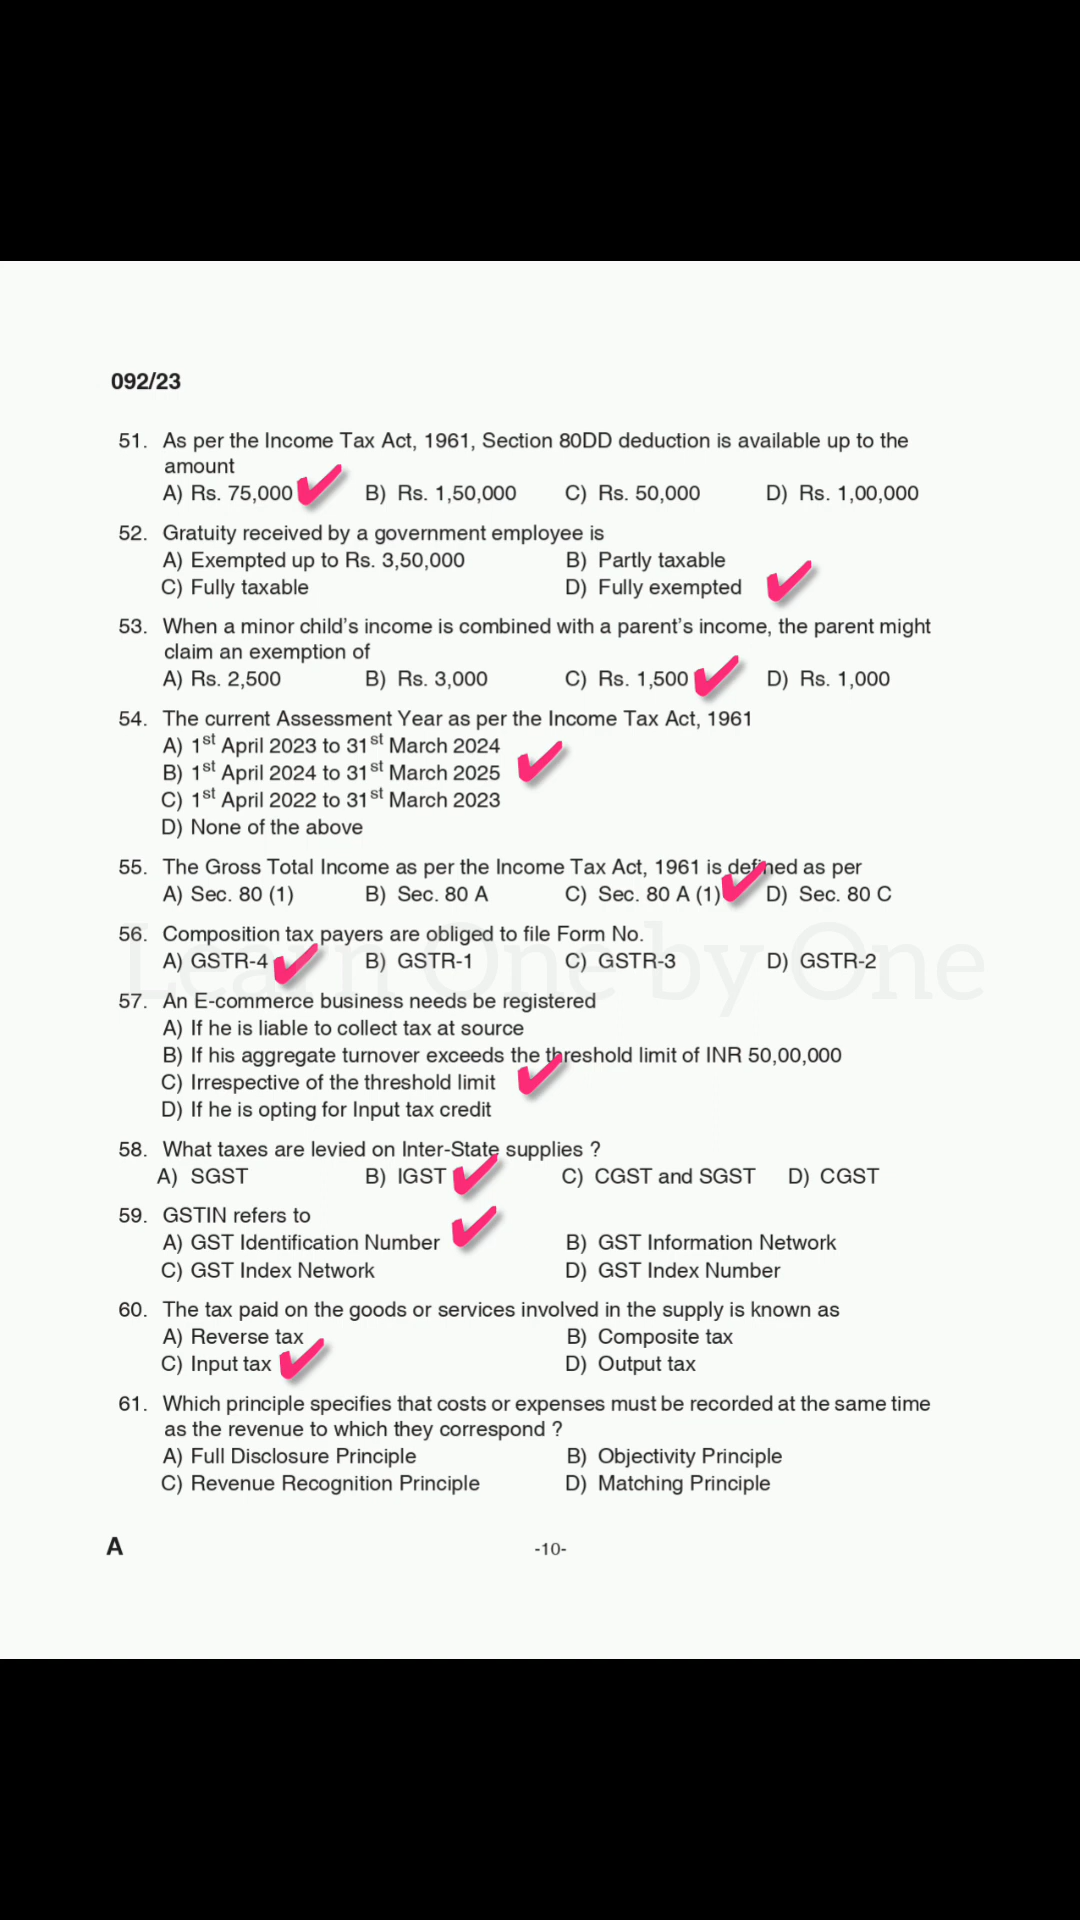 092/23
51. As per the Income Tax Act, 1961, Section 80DD deduction is available up to the
amount
A) Rs. 75,000 B) Rs. 1,50,000 C) Rs. 50,000 D) Rs. 1,00,000
52. Gratuity received by a government employee is
A) Exempted up to Rs. 3,50,000 B) Partly taxable
C) Fully taxable D) Fully exempted
53. When a minor child's income is combined with a parent's income, the parent might
claim an exemption of
A) Rs. 2,500 B) Rs. 3,000 C) Rs. 1,500 D) Rs. 1,000
54. The current Assessment Year as per the Income Tax Act, 1961
A) 1st April 2023 to 31st March 2024
B) 1st April 2024 to 31st March 2025
C) 1st April 2022 to 31st March 2023
D) None of the above
55. The Gross Total Income as per the Income Tax Act, 1961 is defined as per
A) Sec. 80 (1) B) Sec. 80 A C) Sec. 80 A (1) D) Sec. 80 C
Learn One by One
56. Composition tax payers are obliged to file Form No.
A) GSTR-4 B) GSTR-1 C) GSTR-3 D) GSTR-2
57. An E-commerce business needs be registered
A) If he is liable to collect tax at source
B) If his aggregate turnover exceeds the threshold limit of INR 50,00,000
C) Irrespective of the threshold limit
D) If he is opting for Input tax credit
58. What taxes are levied on Inter-State supplies ?
A) SGST B) IGST C) CGST and SGST D) CGST
59. GSTIN refers to
A) GST Identification Number B) GST Information Network
C) GST Index Network D) GST Index Number
60. The tax paid on the goods or services involved in the supply is known as
A) Reverse tax B) Composite tax
C) Input tax D) Output tax
61. Which principle specifies that costs or expenses must be recorded at the same time
as the revenue to which they correspond ?
A) Full Disclosure Principle B) Objectivity Principle
C) Revenue Recognition Principle D) Matching Principle
A -10-